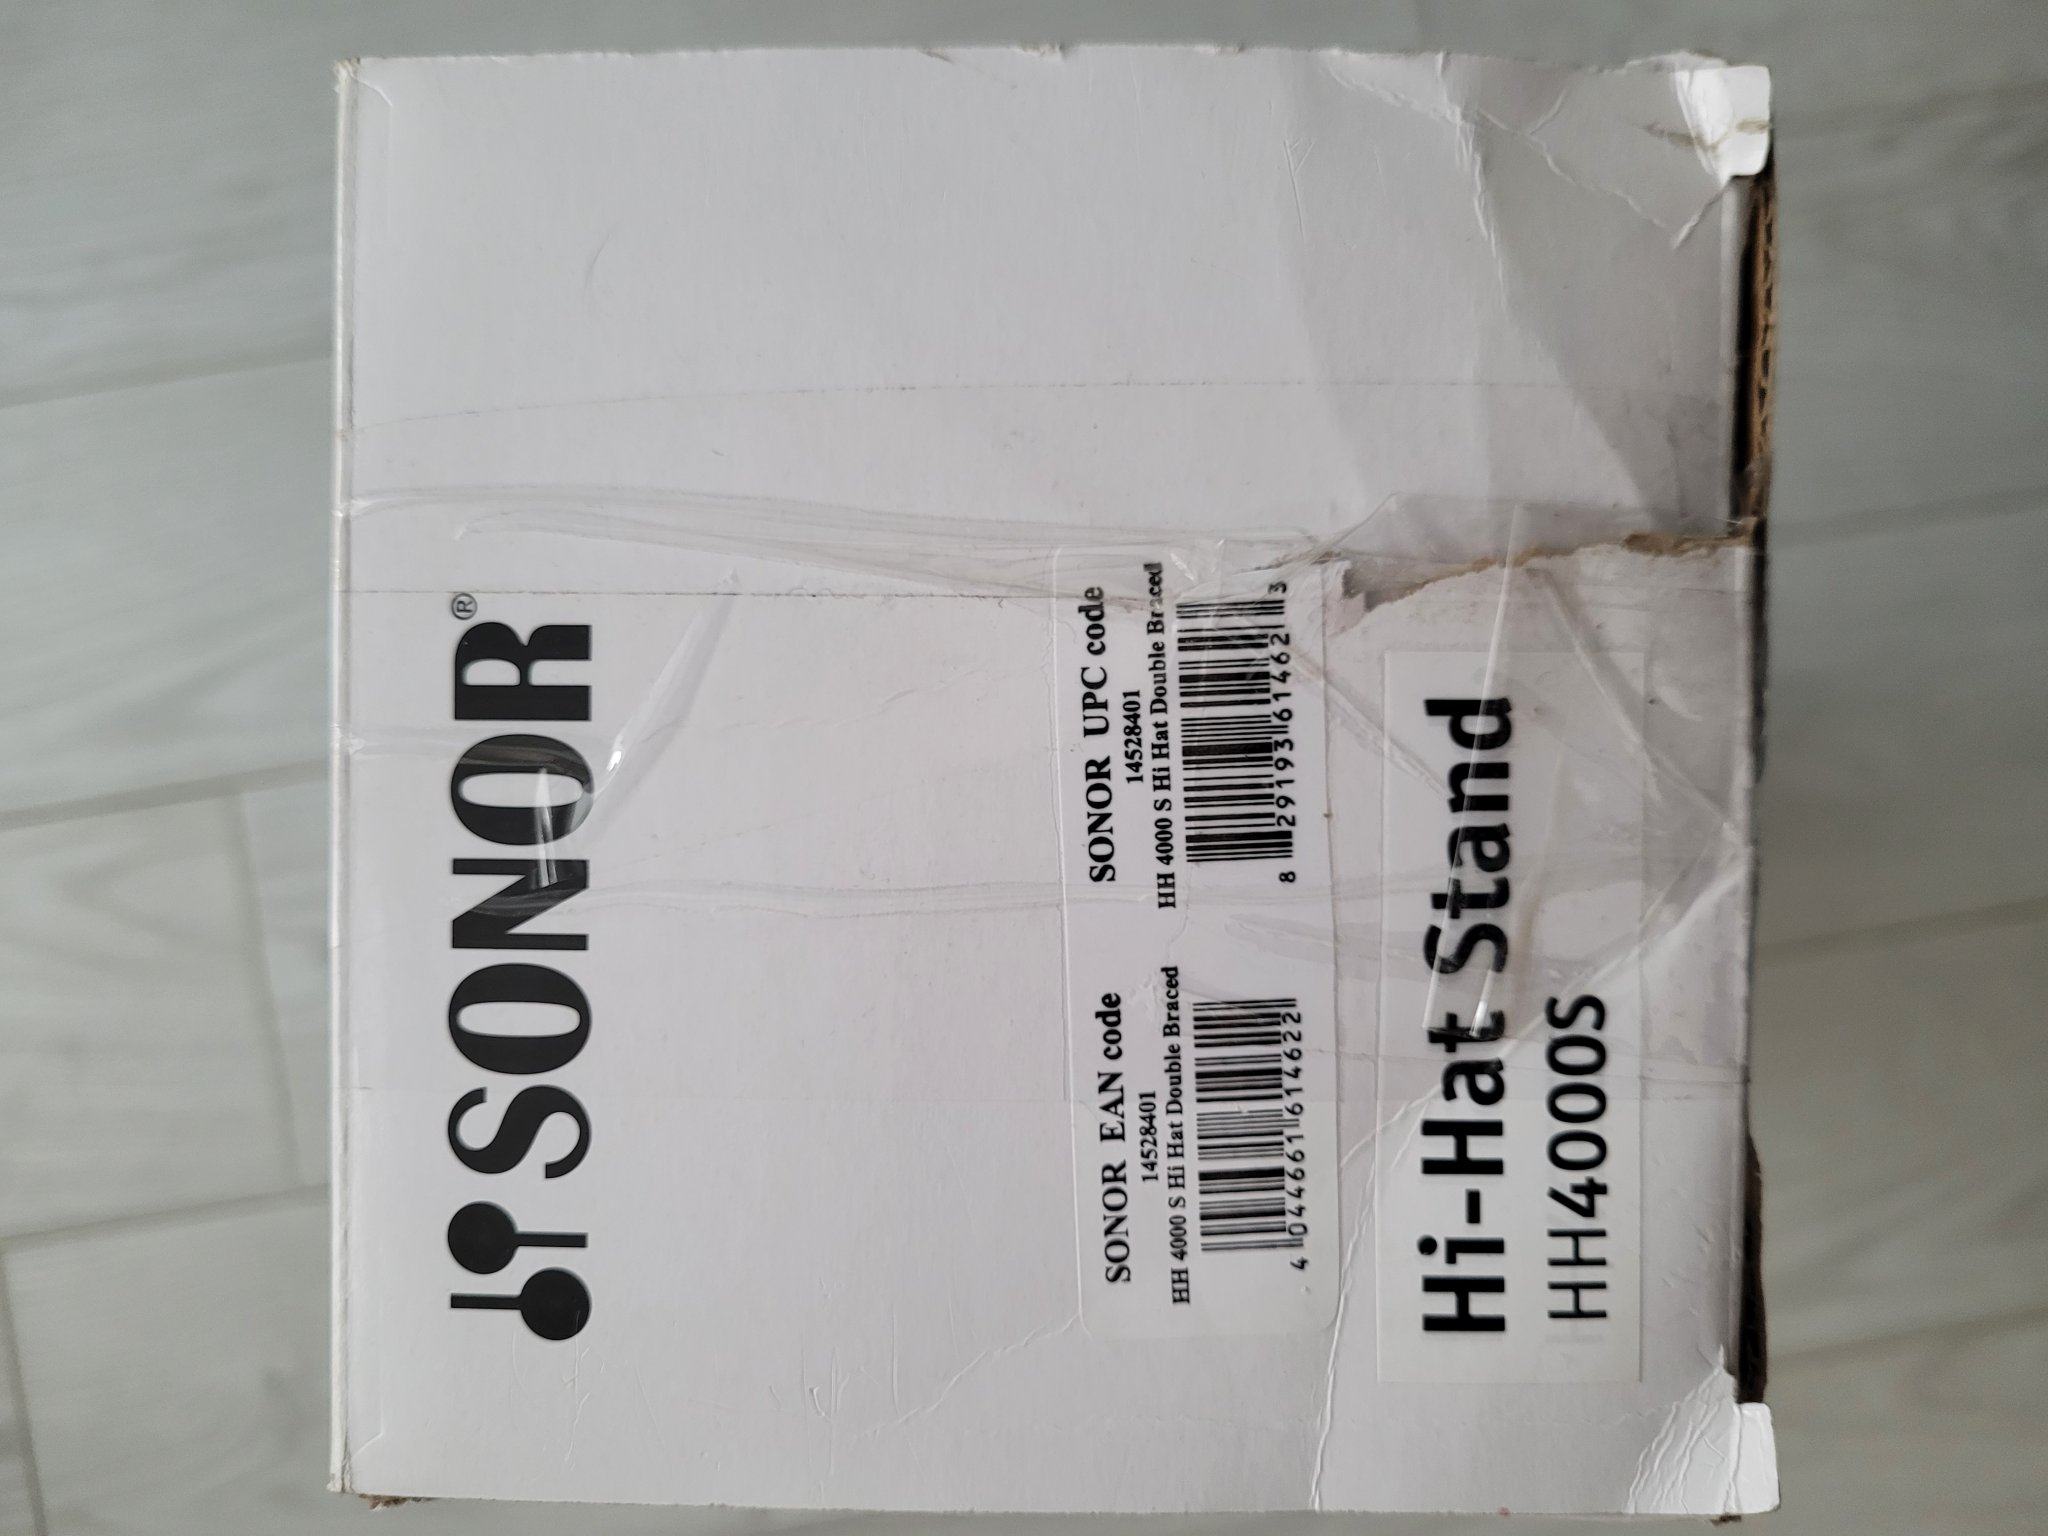 SONOR®
SONOR EAN code
14528401
HH 4000 S Hi Hat Double Braced
4 044661 614622
SONOR UPC code
14528401
HH 4000 S Hi Hat Double Braced
8 29193 61462 3
Hi-Hat Stand
HH4000S